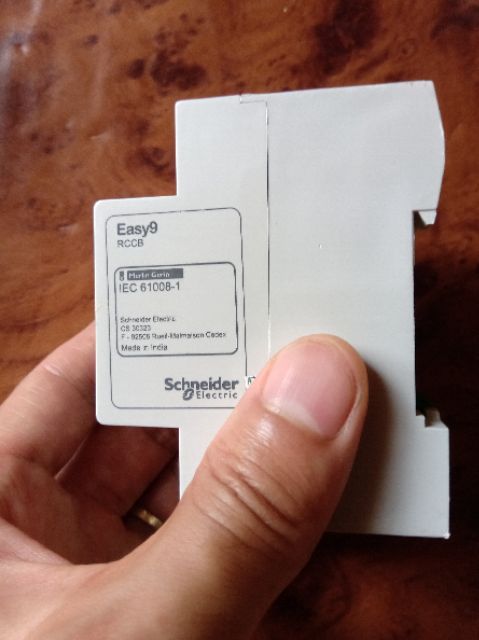 Easy9
RCCB
Merlin Gerin
IEC 61008-1
Schneider Electric
CS 30323
F - 92506 Rueil-Malmaison Cedex
Made in India
Schneider
Electric